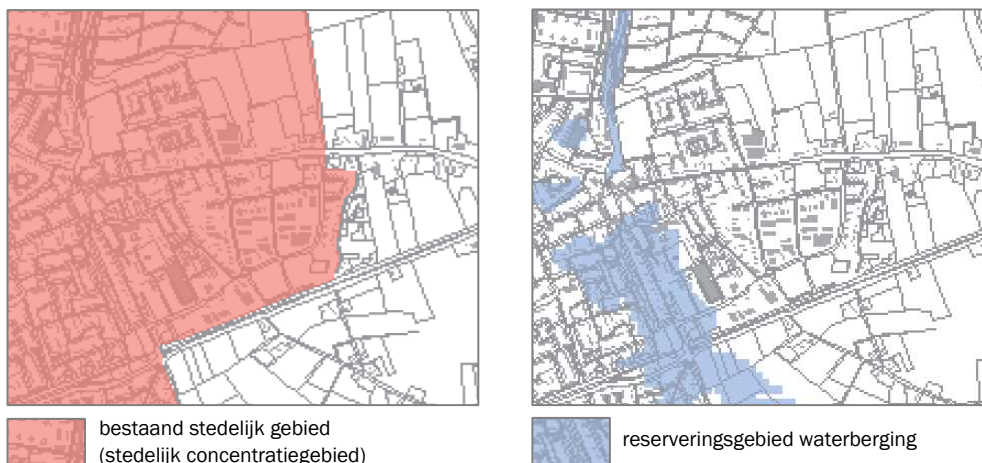 bestaand stedelijk gebied
(stedelijk concentratiegebied)
reserveringsgebied waterberging